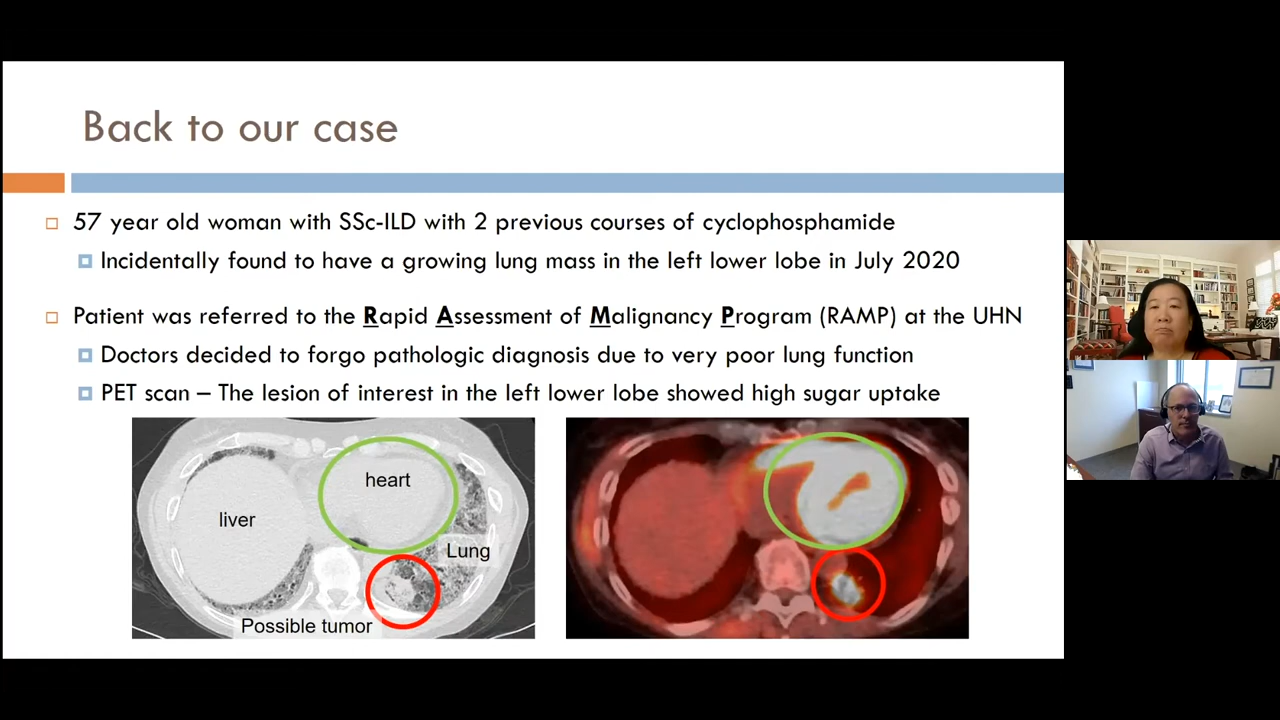 Back to our case
57 year old woman with SSc-ILD with 2 previous courses of cyclophosphamide
Incidentally found to have a growing lung mass in the left lower lobe in July 2020
Patient was referred to the Rapid Assessment of Malignancy Program (RAMP) at the UHN
Doctors decided to forgo pathologic diagnosis due to very poor lung function
PET scan – The lesion of interest in the left lower lobe showed high sugar uptake
heart
liver
Lung
Possible tumor